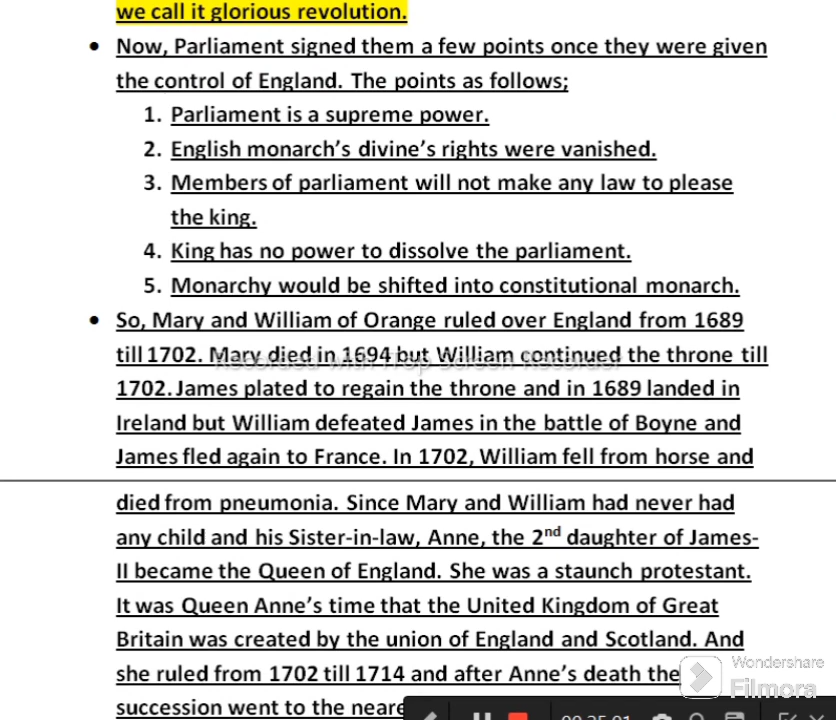 we call it glorious revolution.
• Now, Parliament signed them a few points once they were given
the control of England. The points as follows;
1. Parliament is a supreme power.
2. English monarch's divine's rights were vanished.
3. Members of parliament will not make any law to please
the king.
4. King has no power to dissolve the parliament.
5. Monarchy would be shifted into constitutional monarch.
• So, Mary and William of Orange ruled over England from 1689
till 1702. Mary died in 1694 but William continued the throne till
Recorded with iTop Screen Recorder
1702. James plated to regain the throne and in 1689 landed in
Ireland but William defeated James in the battle of Boyne and
James fled again to France. In 1702, William fell from horse and
died from pneumonia. Since Mary and William had never had
any child and his Sister-in-law, Anne, the 2nd daughter of James-
II became the Queen of England. She was a staunch protestant.
It was Queen Anne's time that the United Kingdom of Great
Britain was created by the union of England and Scotland. And
she ruled from 1702 till 1714 and after Anne's death the
Wondershare
Filmora
succession went to the